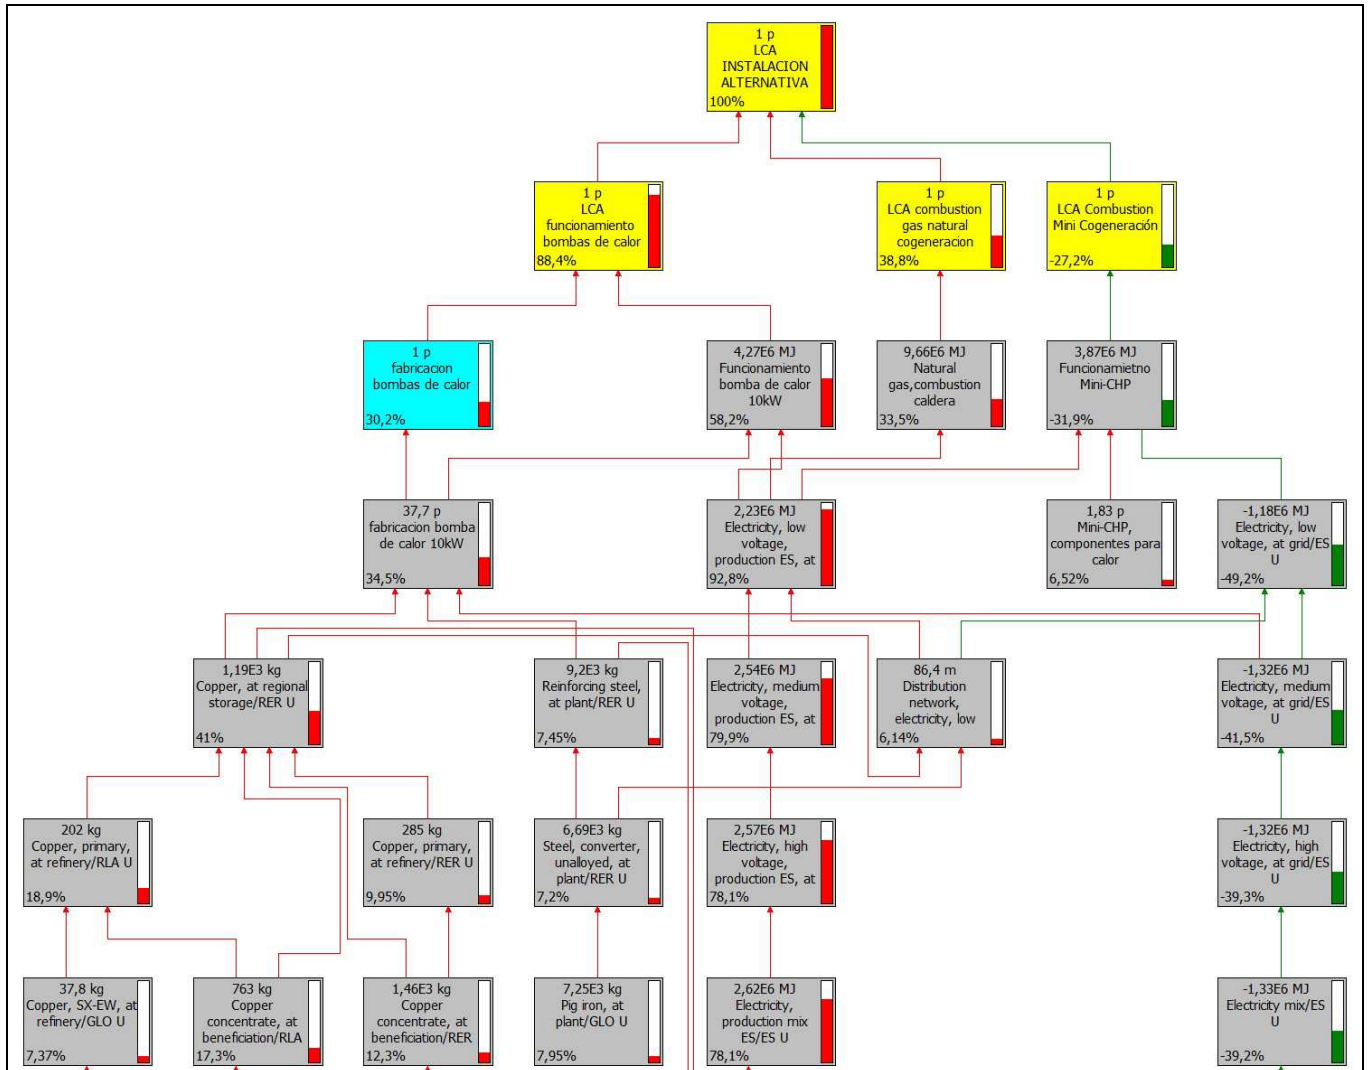 1 p
LCA
INSTALACION
ALTERNATIVA
100%
1 p
LCA
funcionamiento
bombas de calor
88,4%
1 p
LCA combustion
gas natural
cogeneracion
38,8%
1 p
LCA Combustion
Mini Cogeneración
-27,2%
1 p
fabricacion
bombas de calor
30,2%
4,27E6 MJ
Funcionamiento
bomba de calor
10kW
58,2%
9,66E6 MJ
Natural
gas,combustion
caldera
33,5%
3,87E6 MJ
Funcionamietno
Mini-CHP
-31,9%
37,7 p
fabricacion bomba
de calor 10kW
34,5%
2,23E6 MJ
Electricity, low
voltage,
production ES, at
92,8%
1,83 p
Mini-CHP,
componentes para
calor
6,52%
-1,18E6 MJ
Electricity, low
voltage, at grid/ES
U
-49,2%
1,19E3 kg
Copper, at regional
storage/RER U
41%
9,2E3 kg
Reinforcing steel,
at plant/RER U
7,45%
2,54E6 MJ
Electricity, medium
voltage,
production ES, at
79,9%
86,4 m
Distribution
network,
electricity, low
6,14%
-1,32E6 MJ
Electricity, medium
voltage, at grid/ES
U
-41,5%
202 kg
Copper, primary,
at refinery/RLA U
18,9%
285 kg
Copper, primary,
at refinery/RER U
9,95%
6,69E3 kg
Steel, converter,
unalloyed, at
plant/RER U
7,2%
2,57E6 MJ
Electricity, high
voltage,
production ES, at
78,1%
-1,32E6 MJ
Electricity, high
voltage, at grid/ES
U
-39,3%
37,8 kg
Copper, SX-EW, at
refinery/GLO U
7,37%
763 kg
Copper
concentrate, at
beneficiation/RLA
17,3%
1,46E3 kg
Copper
concentrate, at
beneficiation/RER
12,3%
7,25E3 kg
Pig iron, at
plant/GLO U
7,95%
2,62E6 MJ
Electricity,
production mix
ES/ES U
78,1%
-1,33E6 MJ
Electricity mix/ES
U
-39,2%